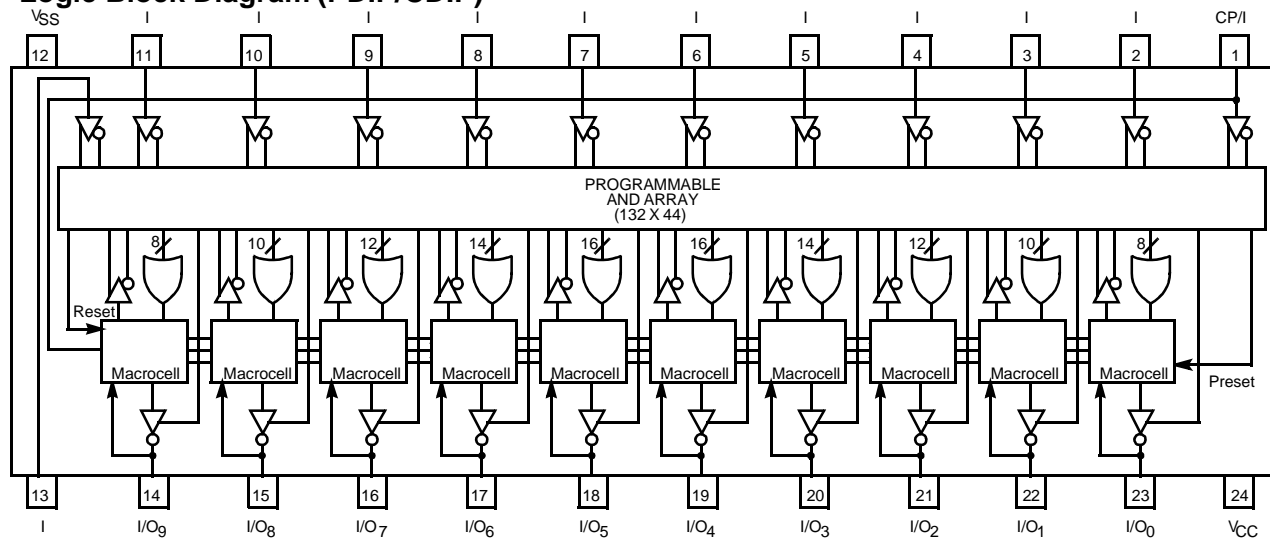 Logic Block Diagram (PDIP/CDIP)
VSS I I I I I I I I I I CP/I
12 11 10 9 8 7 6 5 4 3 2 1
PROGRAMMABLE
AND ARRAY
(132 X 44)
8 10 12 14 16 16 14 12 10 8
Reset
Macrocell Macrocell Macrocell Macrocell Macrocell Macrocell Macrocell Macrocell Macrocell Macrocell
Preset
13 14 15 16 17 18 19 20 21 22 23 24
I I/O9 I/O8 I/O7 I/O6 I/O5 I/O4 I/O3 I/O2 I/O1 I/O0 VCC